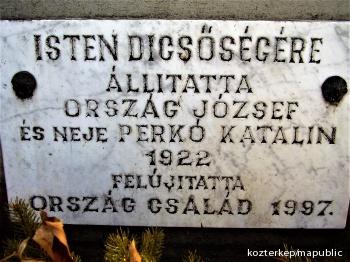 ISTEN DICSŐSÉGÉRE
ÁLLITATTA
ORSZÁG JÓZSEF
ÉS NEJE PERKÓ KATALIN
1922
FELÚJITATTA
ORSZÁG CSALÁD 1997.
kozterkep/mapublic